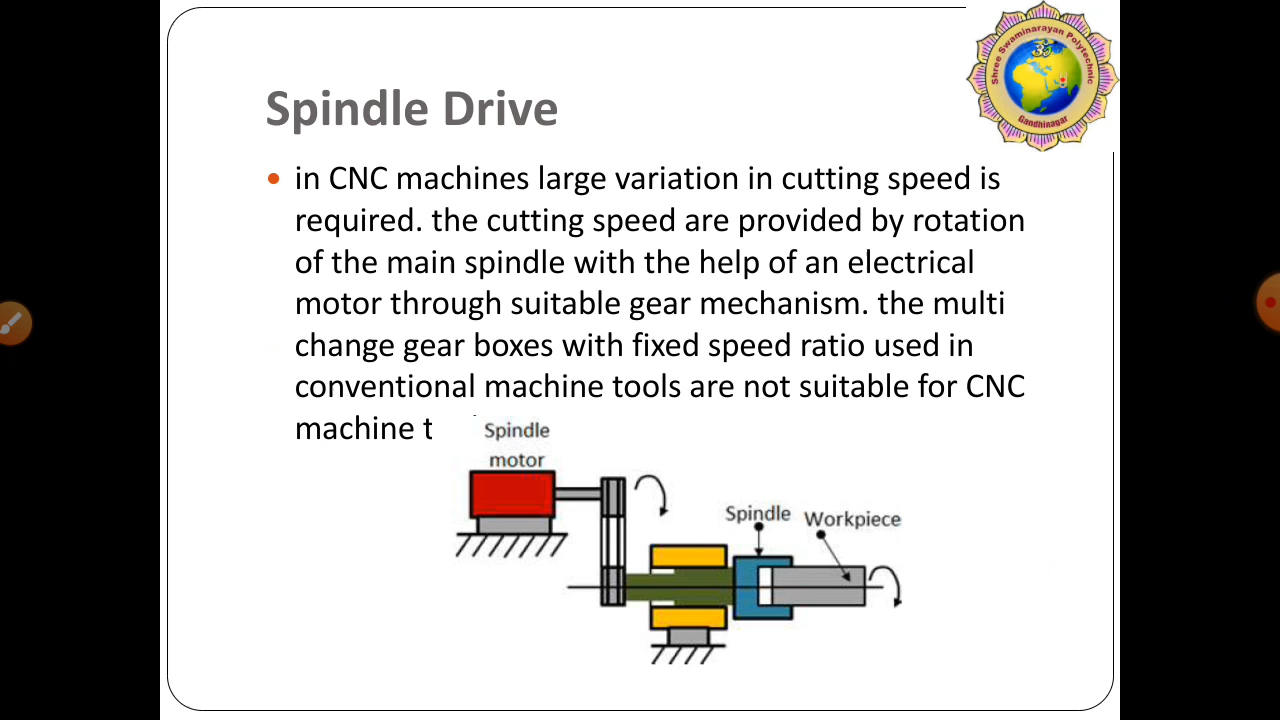 Shree Swaminarayan Polytechnic
ૐ
Gandhinagar
Spindle Drive
• in CNC machines large variation in cutting speed is
required. the cutting speed are provided by rotation
of the main spindle with the help of an electrical
motor through suitable gear mechanism. the multi
change gear boxes with fixed speed ratio used in
conventional machine tools are not suitable for CNC
machine
Spindle
motor
Spindle
Workpiece